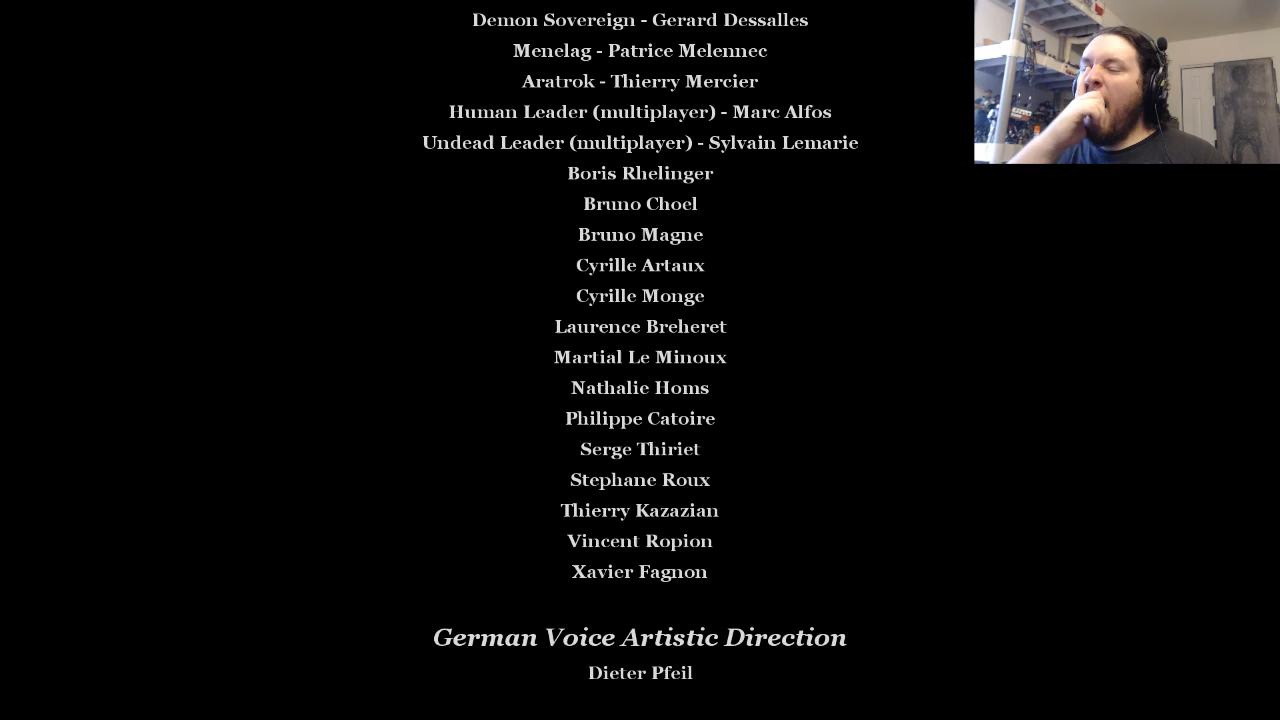 Demon Sovereign - Gerard Dessalles
Menelag - Patrice Melennec
Aratrok - Thierry Mercier
Human Leader (multiplayer) - Marc Alfos
Undead Leader (multiplayer) - Sylvain Lemarie
Boris Rhelinger
Bruno Choel
Bruno Magne
Cyrille Artaux
Cyrille Monge
Laurence Breheret
Martial Le Minoux
Nathalie Homs
Philippe Catoire
Serge Thiriet
Stephane Roux
Thierry Kazazian
Vincent Ropion
Xavier Fagnon
German Voice Artistic Direction
Dieter Pfeil